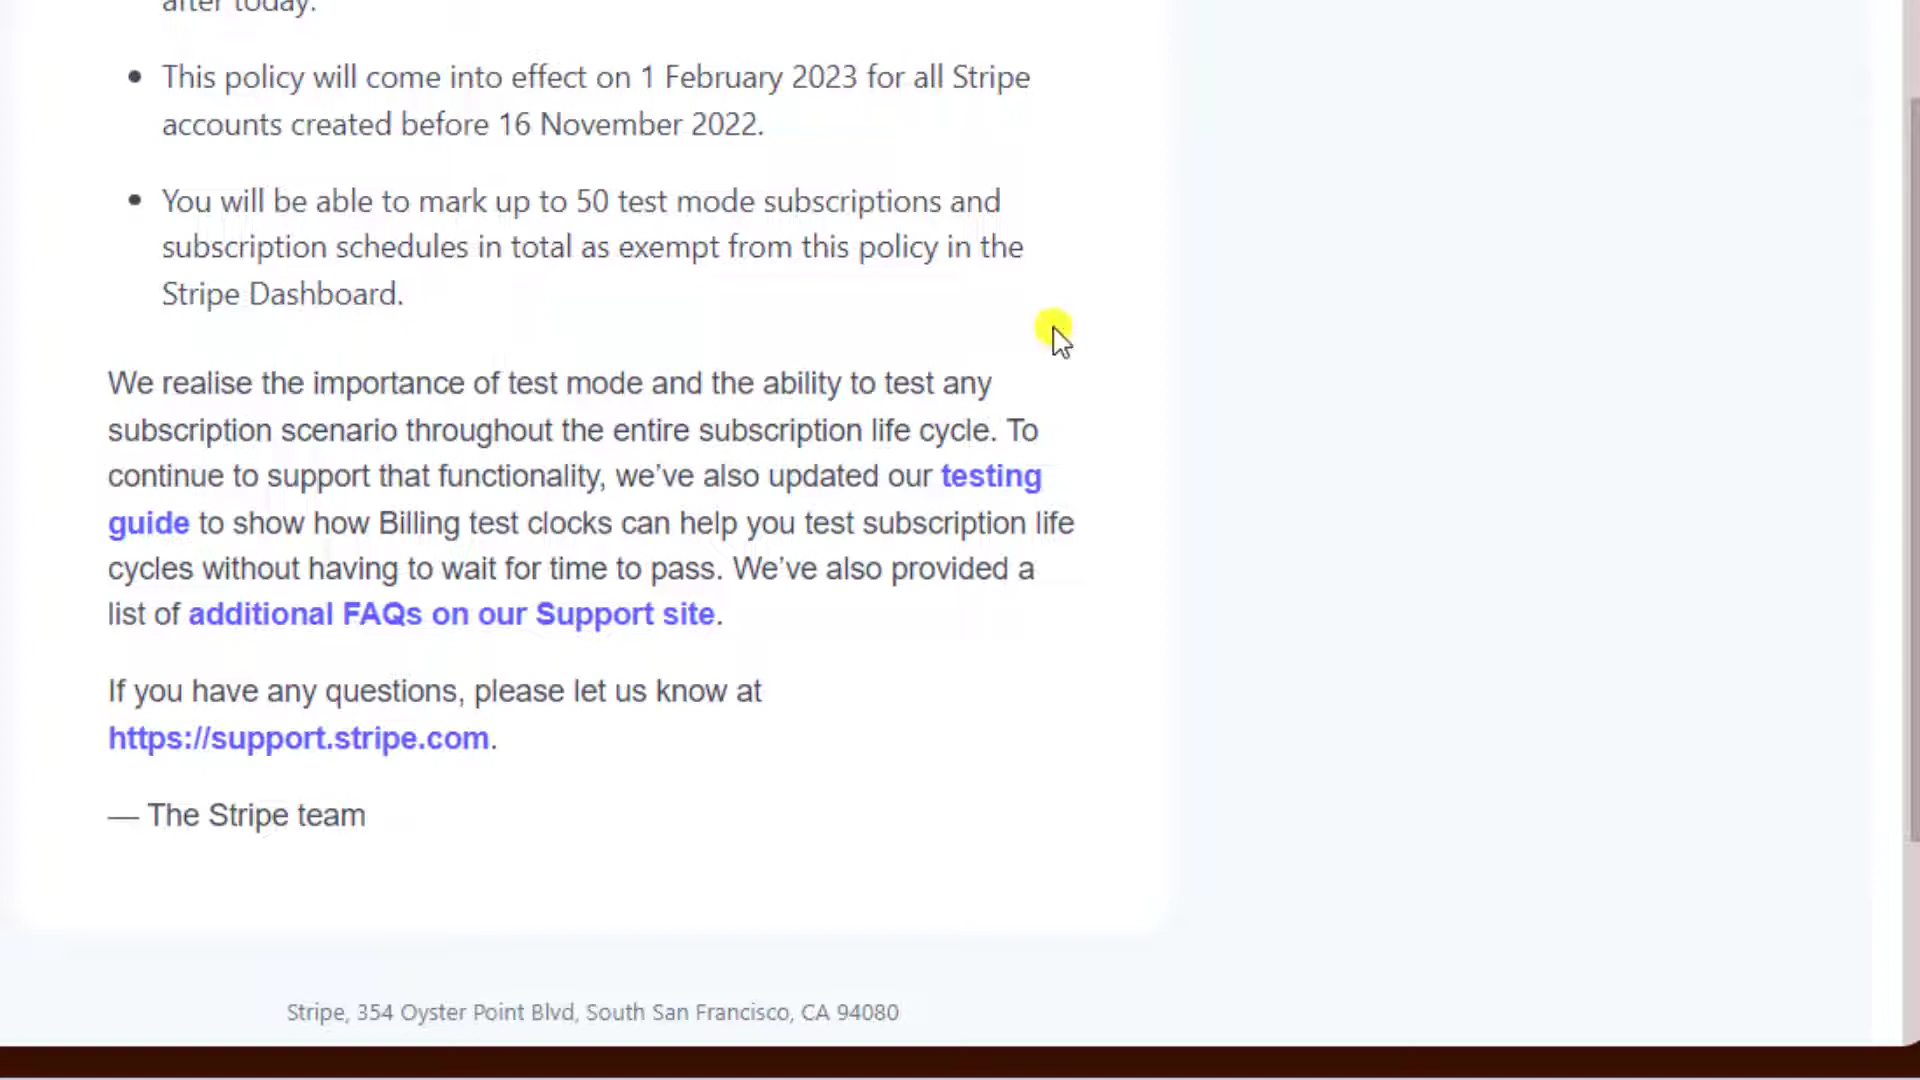 after today.
This policy will come into effect on 1 February 2023 for all Stripe
accounts created before 16 November 2022.
You will be able to mark up to 50 test mode subscriptions and
subscription schedules in total as exempt from this policy in the
Stripe Dashboard.
We realise the importance of test mode and the ability to test any
subscription scenario throughout the entire subscription life cycle. To
continue to support that functionality, we’ve also updated our testing
guide to show how Billing test clocks can help you test subscription life
cycles without having to wait for time to pass. We’ve also provided a
list of additional FAQs on our Support site.
If you have any questions, please let us know at
https://support.stripe.com.
— The Stripe team
Stripe, 354 Oyster Point Blvd, South San Francisco, CA 94080